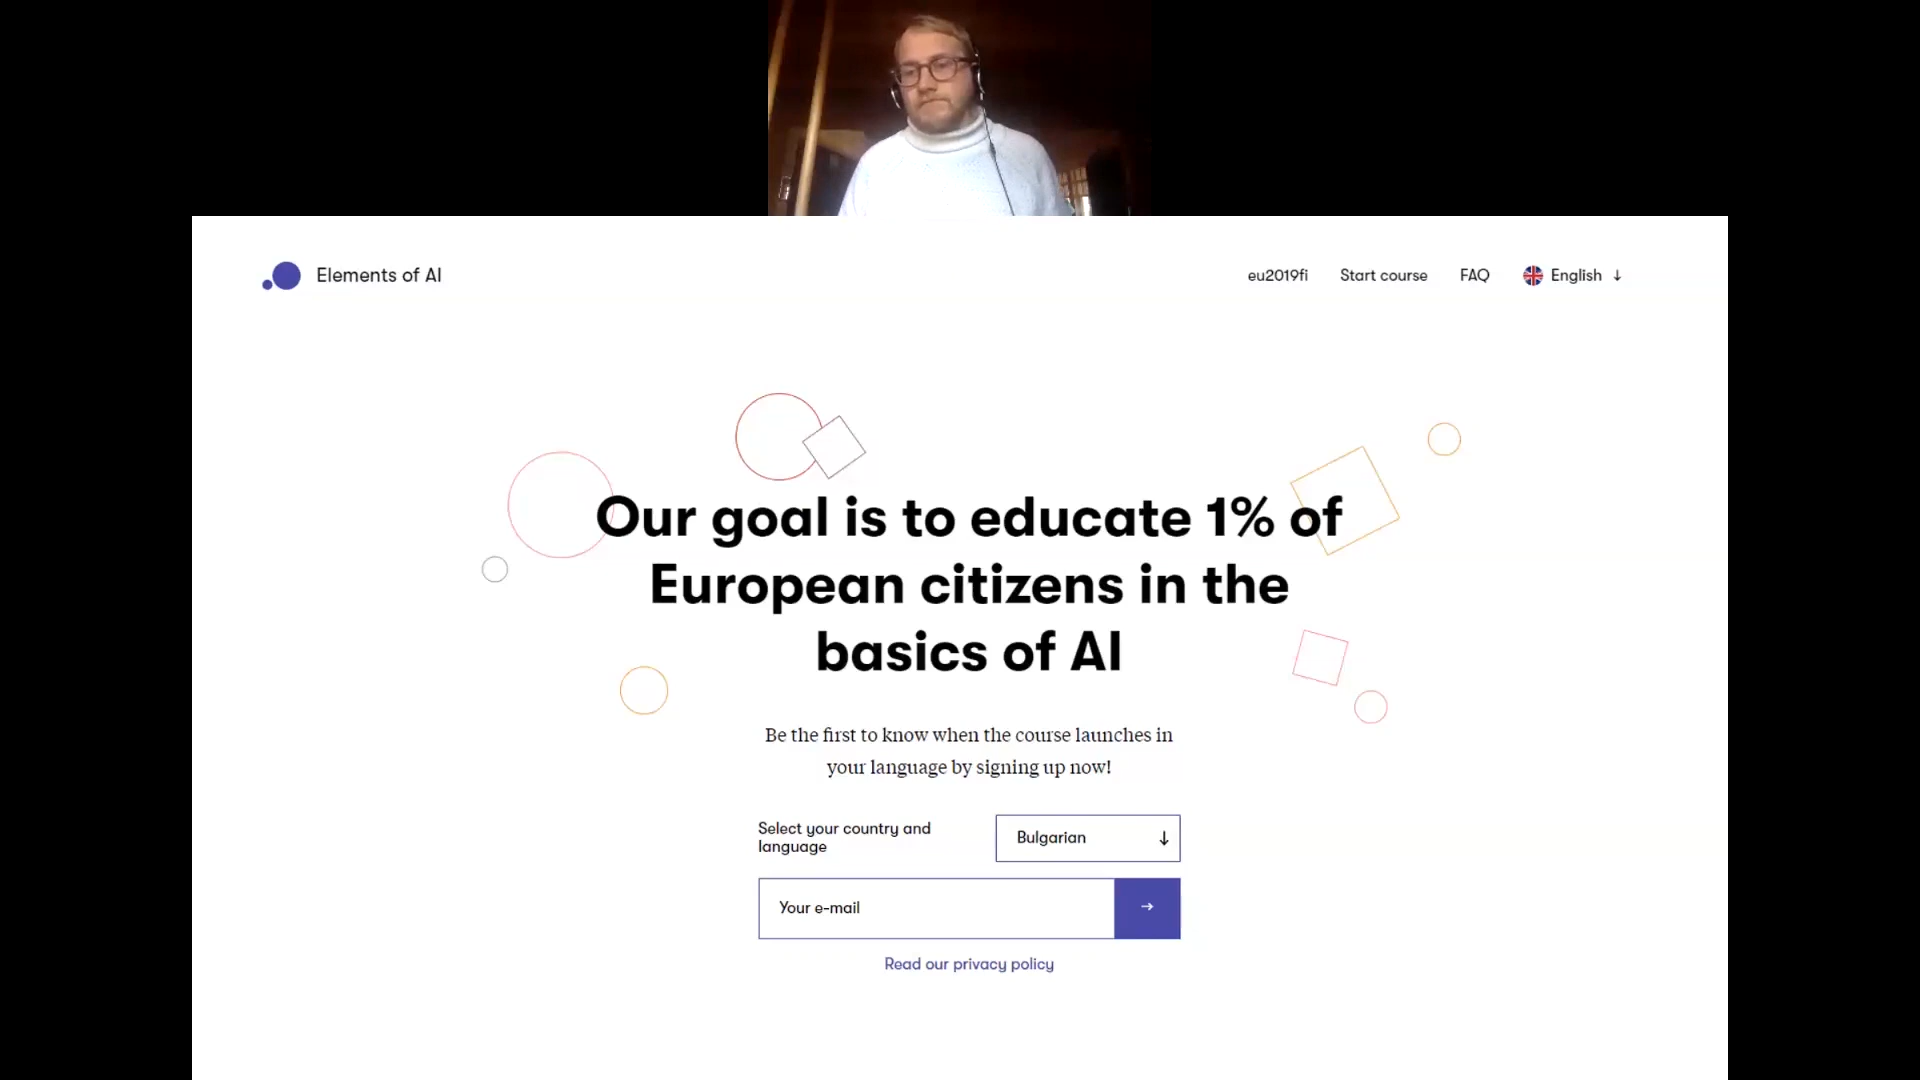 Elements of AI
eu2019fi Start course FAQ English ↓
Our goal is to educate 1% of
European citizens in the
basics of AI
Be the first to know when the course launches in
your language by signing up now!
Select your country and
language
Bulgarian ↓
Your e-mail →
Read our privacy policy